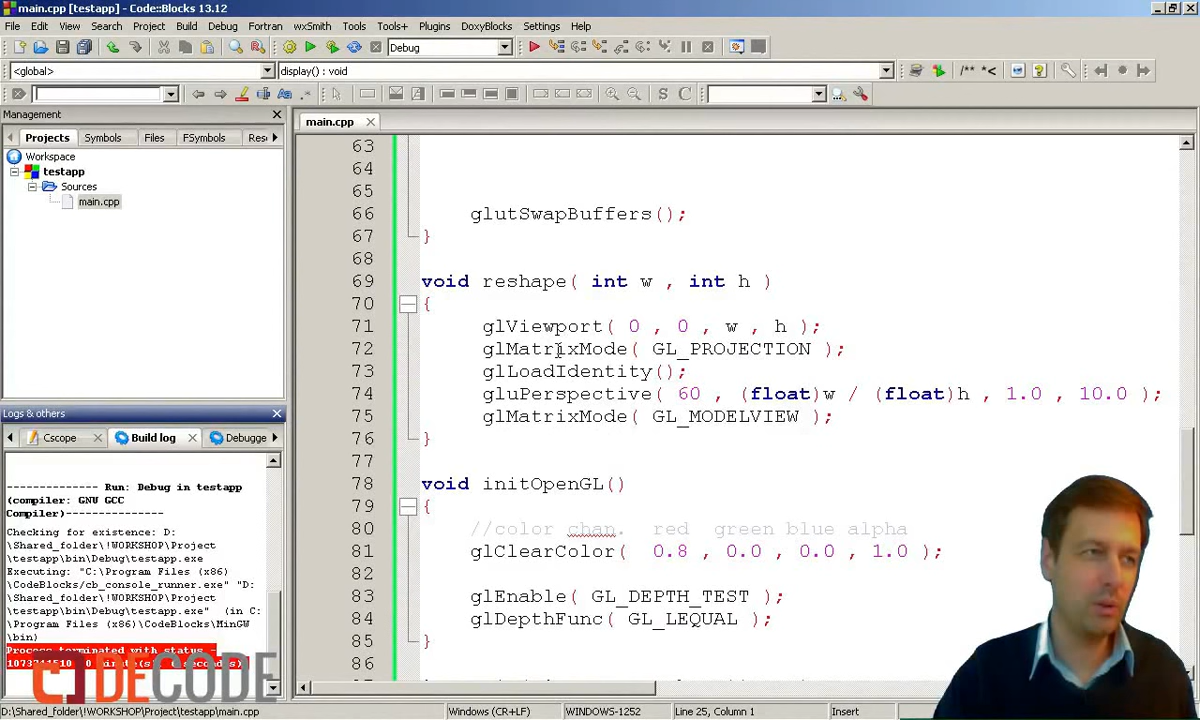 main.cpp [testapp] - Code::Blocks 13.12
File Edit View Search Project Build Debug Fortran wxSmith Tools Tools+ Plugins DoxyBlocks Settings Help
Debug
<global> display() : void /** *<
S C
Management
Projects Symbols Files FSymbols Res
Workspace
testapp
Sources
main.cpp
main.cpp
63
64
65
66 glutSwapBuffers();
67 }
68
69 void reshape( int w , int h )
70 {
71 glViewport( 0 , 0 , w , h );
72 glMatrixMode( GL_PROJECTION );
73 glLoadIdentity();
74 gluPerspective( 60 , (float)w / (float)h , 1.0 , 10.0 );
75 glMatrixMode( GL_MODELVIEW );
76 }
77
78 void initOpenGL()
79 {
80 //color chan. red green blue alpha
81 glClearColor( 0.8 , 0.0 , 0.0 , 1.0 );
82
83 glEnable( GL_DEPTH_TEST );
84 glDepthFunc( GL_LEQUAL );
85 }
86
Logs & others
Cscope Build log Debugge
-------------- Run: Debug in testapp
(compiler: GNU GCC
Compiler)---------------
Checking for existence: D:
\Shared_folder\!WORKSHOP\Project
\testapp\bin\Debug\testapp.exe
Executing: "C:\Program Files (x86)
\CodeBlocks/cb_console_runner.exe" "D:
\Shared_folder\!WORKSHOP\Project
\testapp\bin\Debug\testapp.exe" (in C:
\Program Files (x86)\CodeBlocks\MinGW
\bin)
Process terminated with status -
DECODE
D:\Shared_folder\!WORKSHOP\Project\testapp\main.cpp Windows (CR+LF) WINDOWS-1252 Line 25, Column 1 Insert